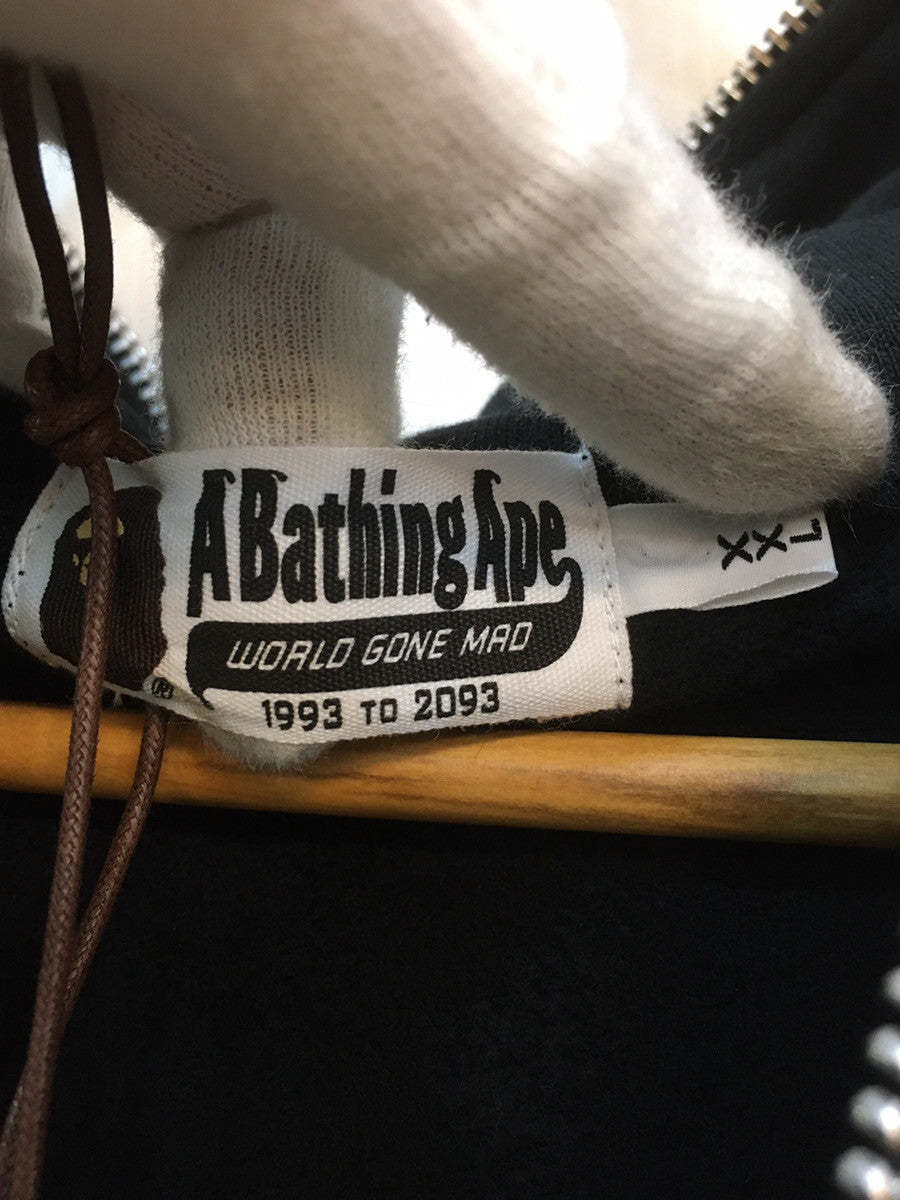 A Bathing Ape
WORLD GONE MAD
®
1993 TO 2093
XXL